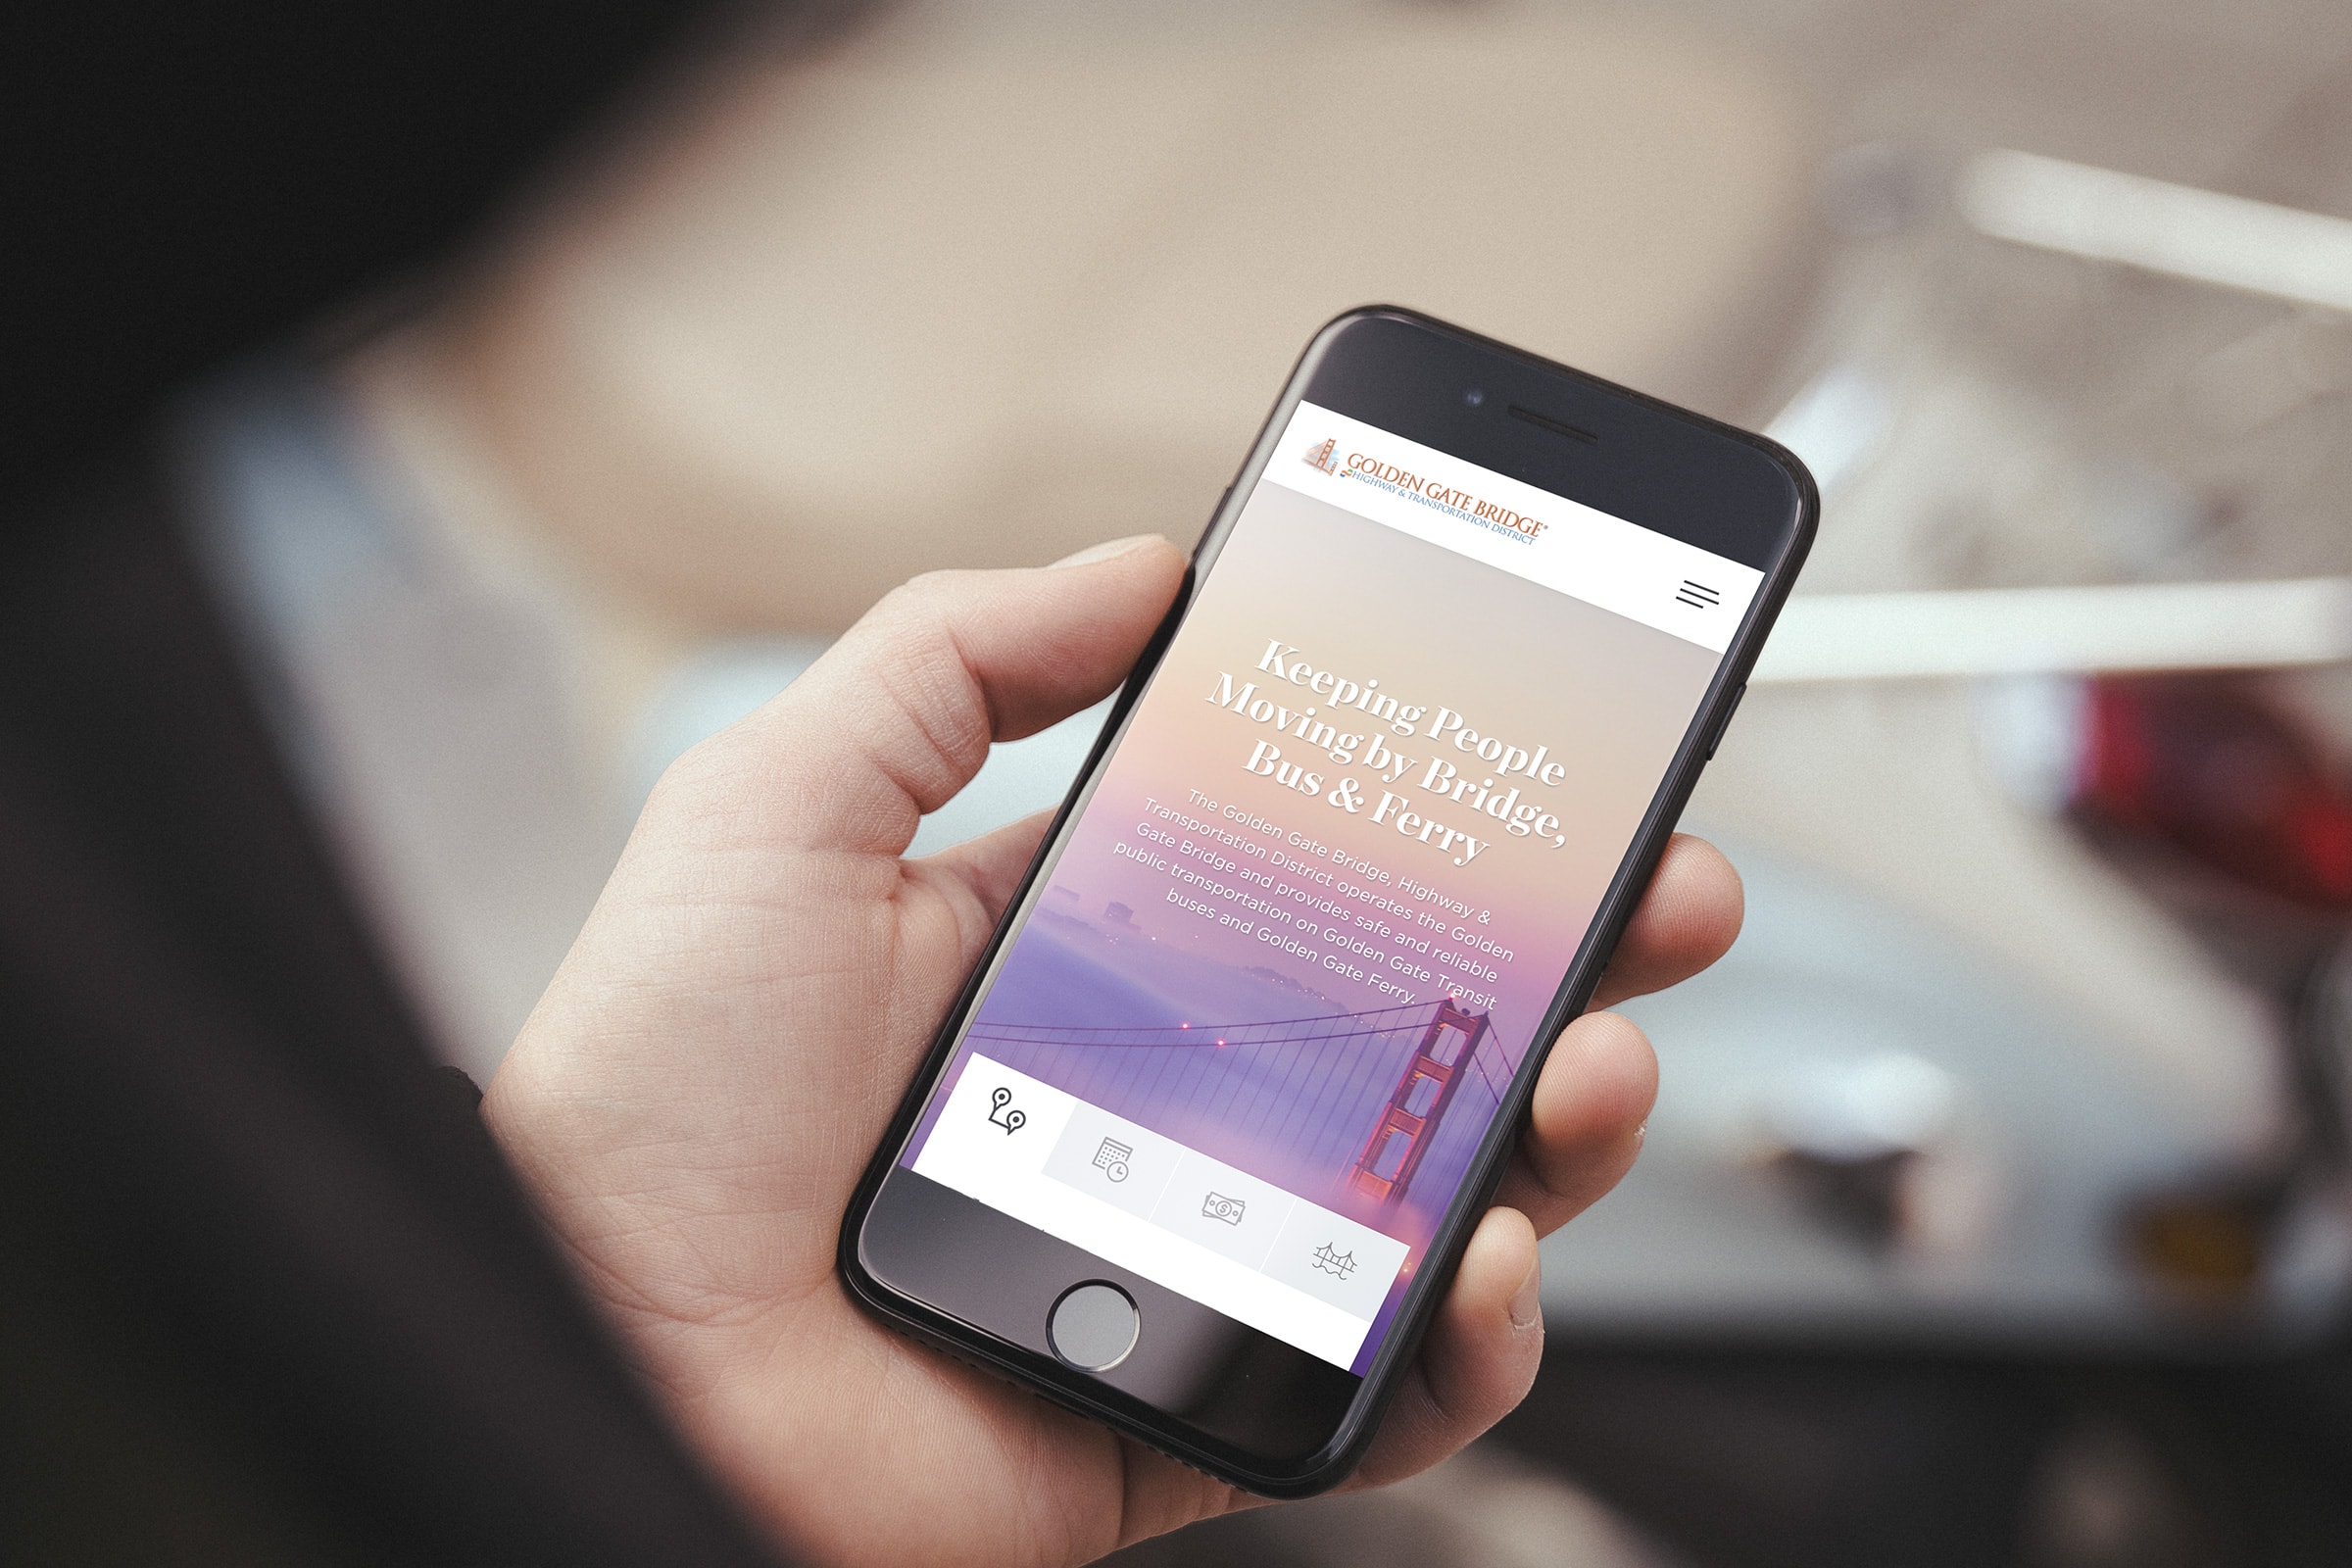 GOLDEN GATE BRIDGE®
HIGHWAY & TRANSPORTATION DISTRICT
Keeping People
Moving by Bridge,
Bus & Ferry
The Golden Gate Bridge, Highway &
Transportation District operates the Golden
Gate Bridge and provides safe and reliable
public transportation on Golden Gate Transit
buses and Golden Gate Ferry.
$